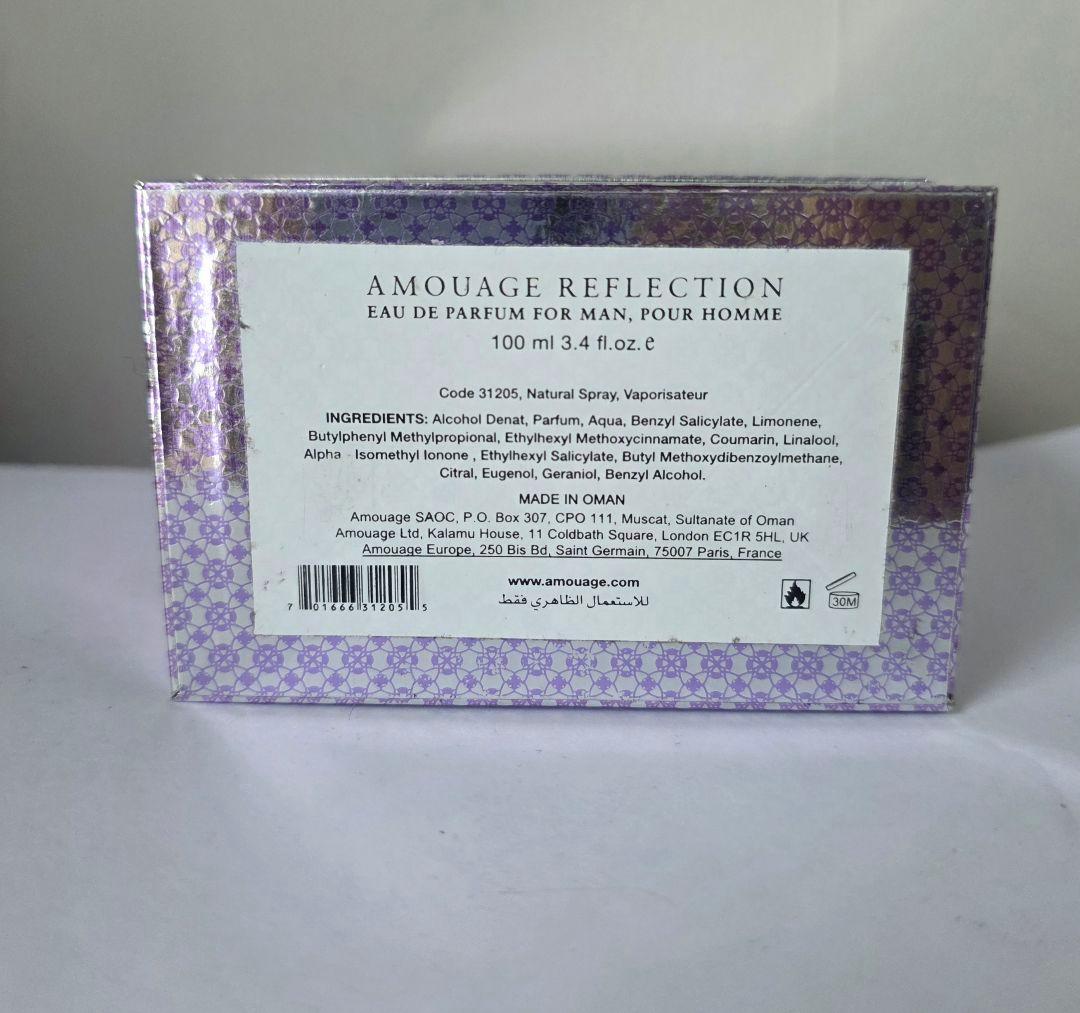 AMOUAGE REFLECTION
EAU DE PARFUM FOR MAN, POUR HOMME
100 ml 3.4 fl.oz. e
Code 31205, Natural Spray, Vaporisateur
INGREDIENTS: Alcohol Denat, Parfum, Aqua, Benzyl Salicylate, Limonene,
Butylphenyl Methylpropional, Ethylhexyl Methoxycinnamate, Coumarin, Linalool,
Alpha - Isomethyl Ionone , Ethylhexyl Salicylate, Butyl Methoxydibenzoylmethane,
Citral, Eugenol, Geraniol, Benzyl Alcohol.
MADE IN OMAN
Amouage SAOC, P.O. Box 307, CPO 111, Muscat, Sultanate of Oman
Amouage Ltd, Kalamu House, 11 Coldbath Square, London EC1R 5HL, UK
Amouage Europe, 250 Bis Bd, Saint Germain, 75007 Paris, France
www.amouage.com
للاستعمال الظاهري فقط
7 01666 31205 5
30M